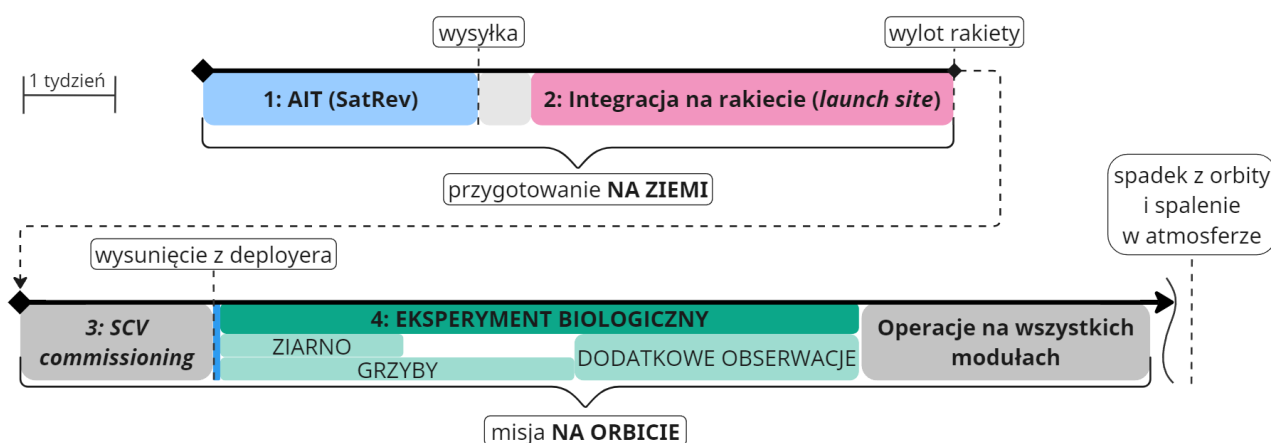 wysyłka
wylot rakiety
1 tydzień
1: AIT (SatRev)
2: Integracja na rakiecie (launch site)
przygotowanie NA ZIEMI
spadek z orbity
i spalenie
w atmosferze
wysunięcie z deployera
3: SCV
commissioning
4: EKSPERYMENT BIOLOGICZNY
ZIARNO
GRZYBY
DODATKOWE OBSERWACJE
Operacje na wszystkich
modułach
misja NA ORBICIE